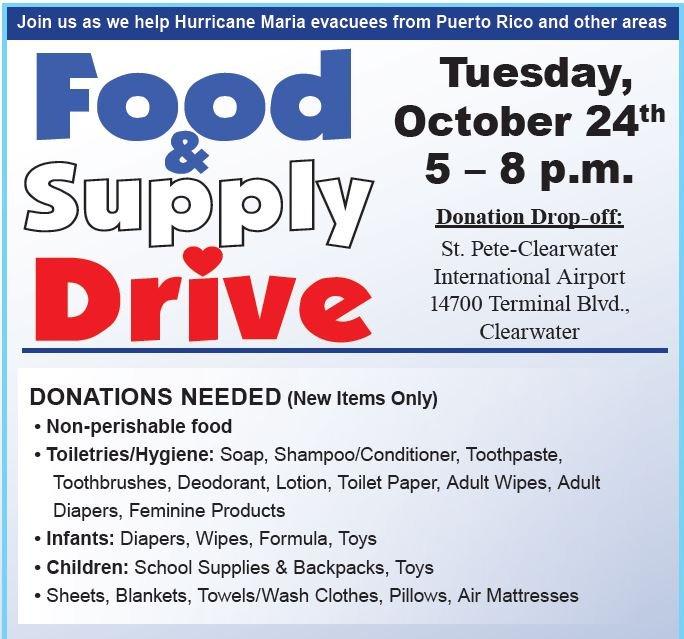 Join us as we help Hurricane Maria evacuees from Puerto Rico and other areas
Food
&
Supply
Drive
Tuesday,
October 24th
5 – 8 p.m.
Donation Drop-off:
St. Pete-Clearwater
International Airport
14700 Terminal Blvd.,
Clearwater
DONATIONS NEEDED (New Items Only)
• Non-perishable food
• Toiletries/Hygiene: Soap, Shampoo/Conditioner, Toothpaste,
Toothbrushes, Deodorant, Lotion, Toilet Paper, Adult Wipes, Adult
Diapers, Feminine Products
• Infants: Diapers, Wipes, Formula, Toys
• Children: School Supplies & Backpacks, Toys
• Sheets, Blankets, Towels/Wash Clothes, Pillows, Air Mattresses